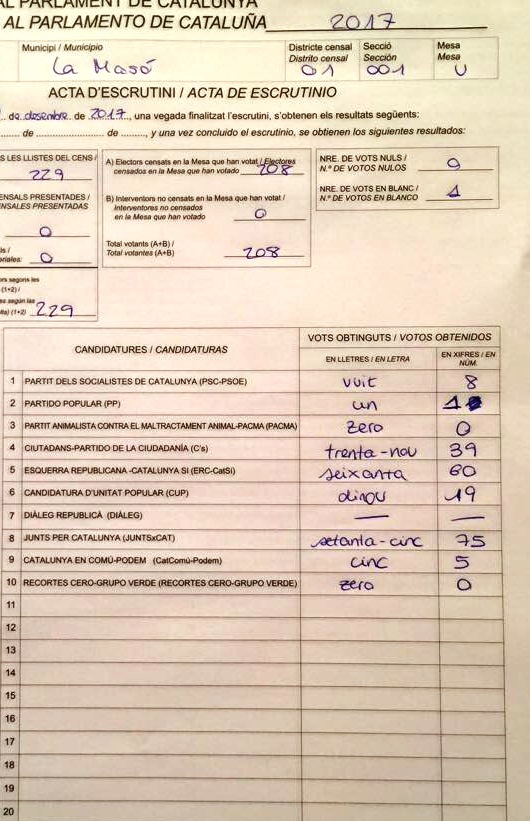 AL PARLAMENT DE CATALUNYA
AL PARLAMENTO DE CATALUÑA 2017
Municipi / Municipio
La Masó
Districte censal
Distrito censal
01
Secció
Sección
001
Mesa
Mesa
U
ACTA D'ESCRUTINI / ACTA DE ESCRUTINIO
de desembre de 2017, una vegada finalitzat l'escrutini, s'obtenen els resultats següents:
de de , y una vez concluido el escrutinio, se obtienen los siguientes resultados:
S LES LLISTES DEL CENS /
229
ENSALS PRESENTADES /
NSALES PRESENTADAS
0
ls /
oriales: 0
ors segons les
(1+2) /
es según las
lta) (1+2) 229
A) Electors censats en la Mesa que han votat / Electores
censados en la Mesa que han votado 208
B) Interventors no censats en la Mesa que han votat /
Interventores no censados
en la Mesa que han votado 0
Total votants (A+B) /
Total votantes (A+B) 208
NRE. DE VOTS NULS /
N.º DE VOTOS NULOS 0
NRE. DE VOTS EN BLANC /
N.º DE VOTOS EN BLANCO 1
CANDIDATURES / CANDIDATURAS
VOTS OBTINGUTS / VOTOS OBTENIDOS
EN LLETRES / EN LETRA
EN XIFRES / EN NÚM.
1 PARTIT DELS SOCIALISTES DE CATALUNYA (PSC-PSOE) vuit 8
2 PARTIDO POPULAR (PP) un 1
3 PARTIT ANIMALISTA CONTRA EL MALTRACTAMENT ANIMAL-PACMA (PACMA) zero 0
4 CIUTADANS-PARTIDO DE LA CIUDADANÍA (C's) trenta-nou 39
5 ESQUERRA REPUBLICANA -CATALUNYA SÍ (ERC-CatSí) seixanta 60
6 CANDIDATURA D'UNITAT POPULAR (CUP) dinou 19
7 DIÀLEG REPUBLICÀ (DIÀLEG) — —
8 JUNTS PER CATALUNYA (JUNTSxCAT) setanta-cinc 75
9 CATALUNYA EN COMÚ-PODEM (CatComú-Podem) cinc 5
10 RECORTES CERO-GRUPO VERDE (RECORTES CERO-GRUPO VERDE) zero 0
11
12
13
14
15
16
17
18
19
20